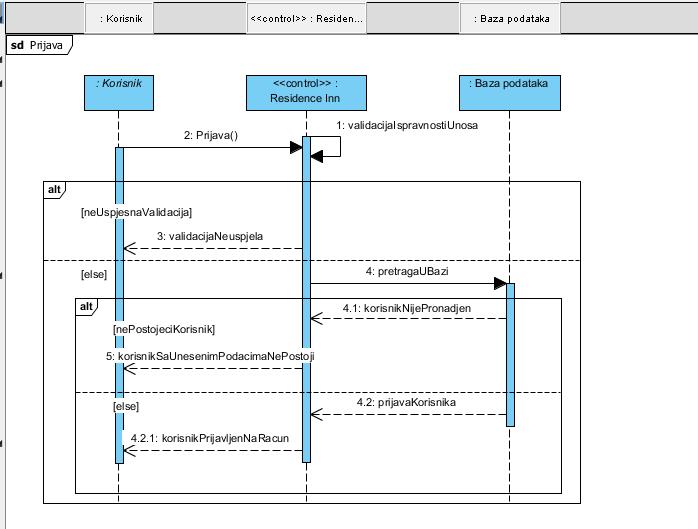 : Korisnik
<<control>> : Residen...
: Baza podataka
sd Prijava
: Korisnik
<<control>> :
Residence Inn
: Baza podataka
1: validacijaIspravnostiUnosa
2: Prijava()
alt
[neUspjesnaValidacija]
3: validacijaNeuspjela
[else]
4: pretragaUBazi
alt
4.1: korisnikNijePronadjen
[nePostojeciKorisnik]
5: korisnikSaUnesenimPodacimaNePostoji
[else]
4.2: prijavaKorisnika
4.2.1: korisnikPrijavljenNaRacun